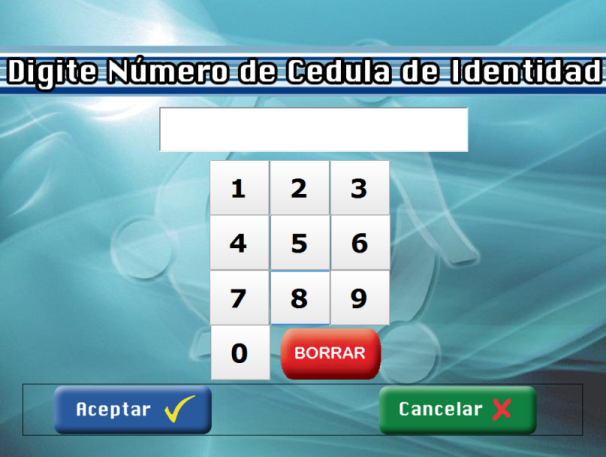 Digite Número de Cedula de Identidad
1 2 3
4 5 6
7 8 9
0 BORRAR
Aceptar Cancelar